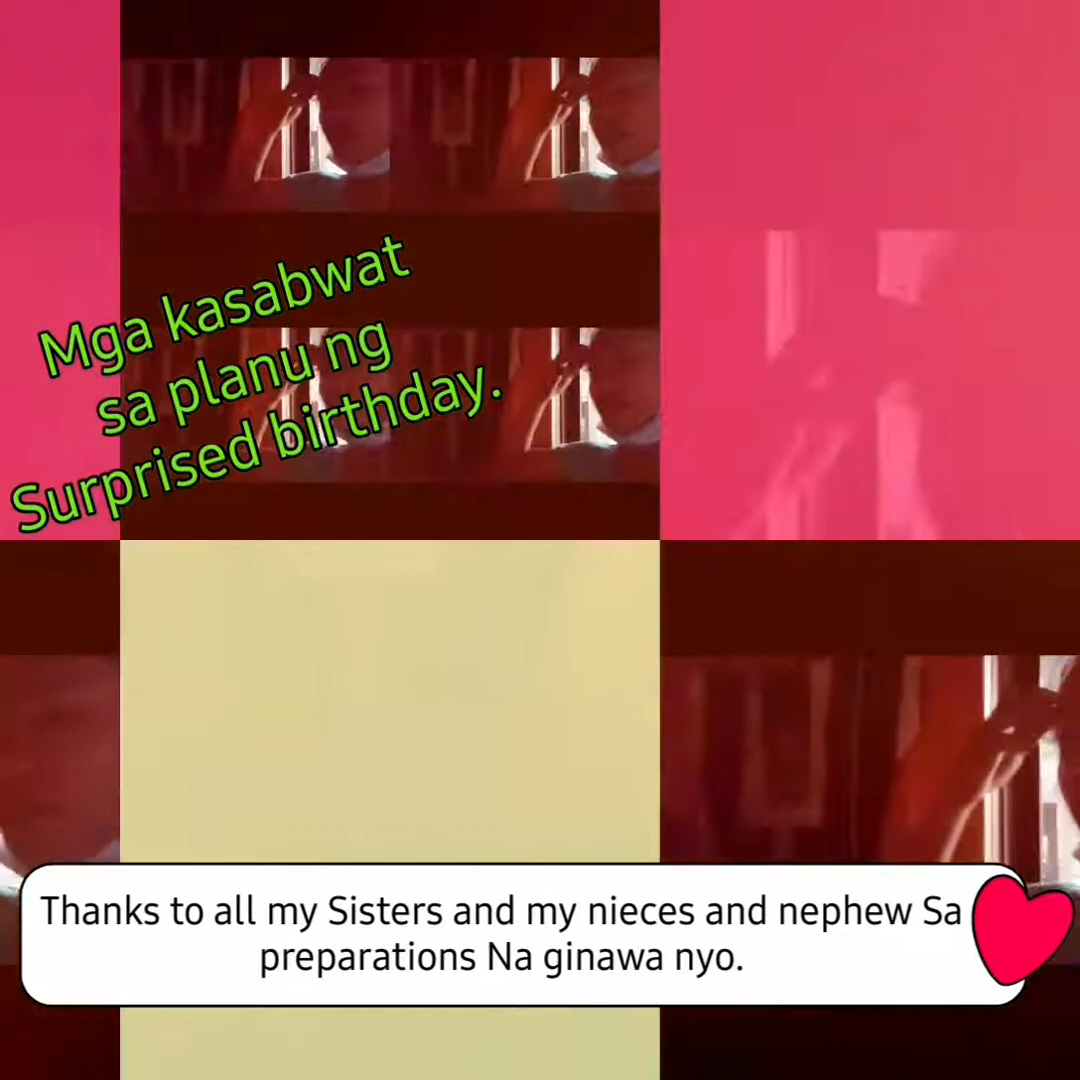 Mga kasabwat
sa planu ng
Surprised birthday.
Thanks to all my Sisters and my nieces and nephew Sa
preparations Na ginawa nyo.